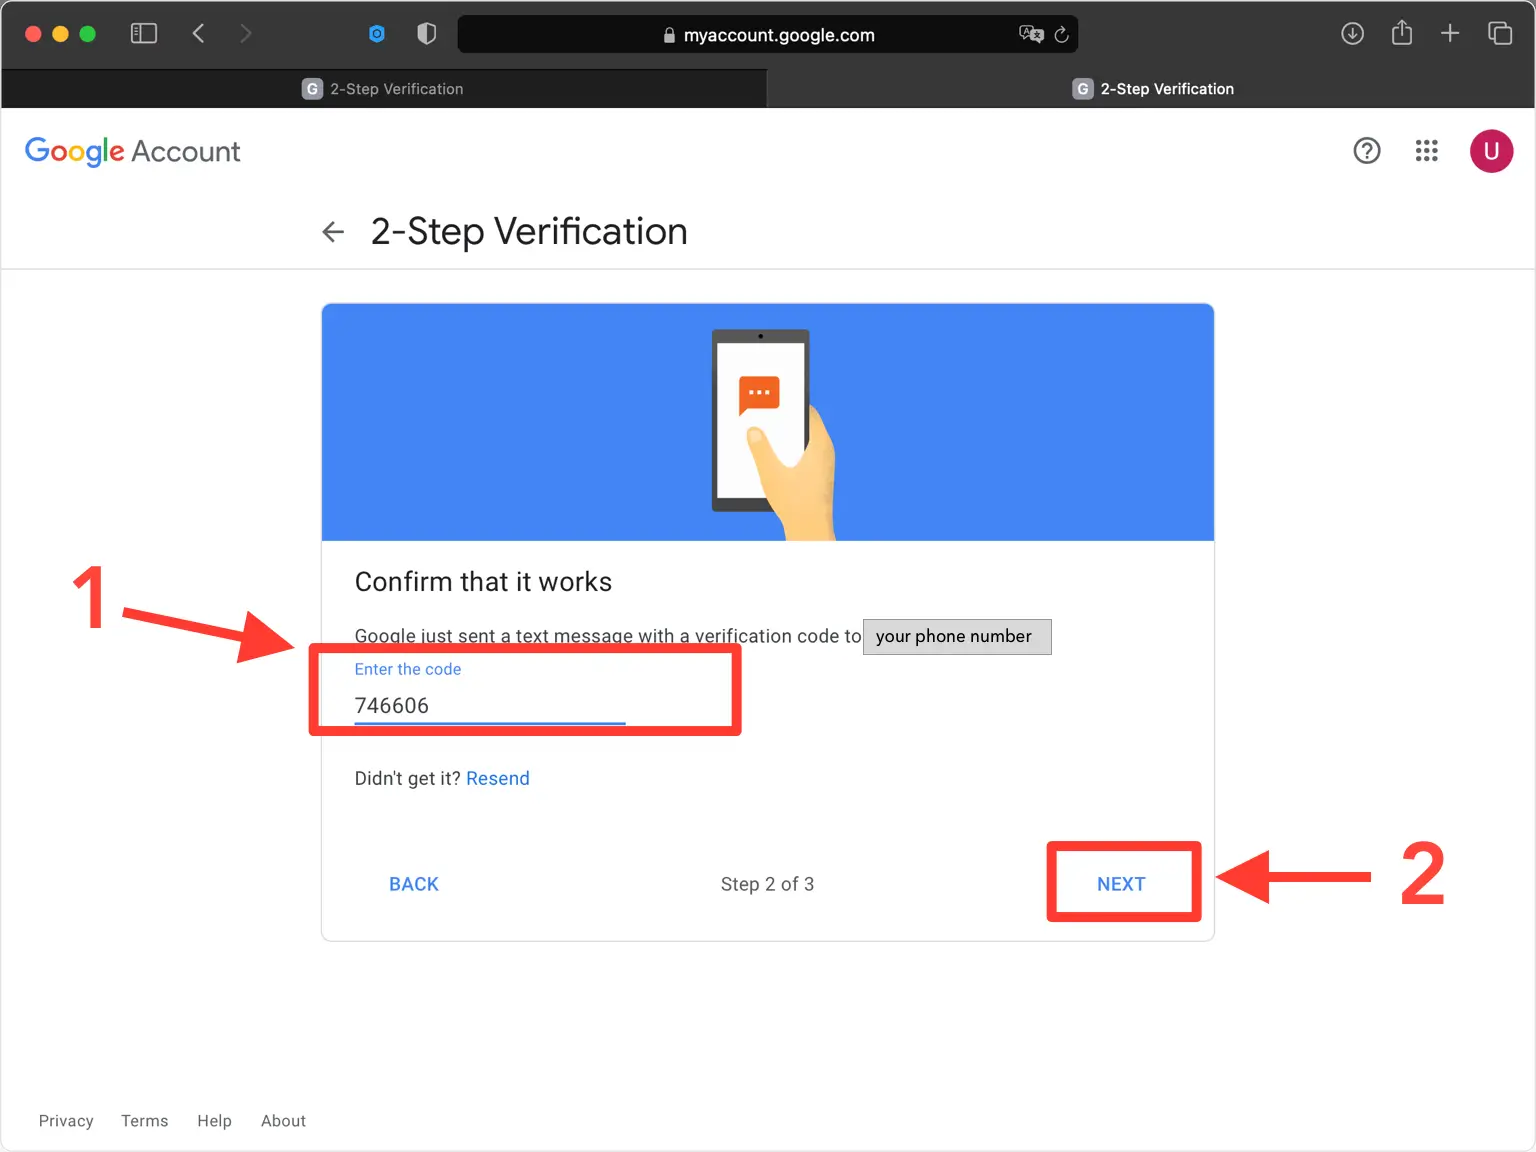 myaccount.google.com
G 2-Step Verification
G 2-Step Verification
Google Account
U
2-Step Verification
Confirm that it works
Google just sent a text message with a verification code to your phone number
1
Enter the code
746606
Didn't get it? Resend
BACK
Step 2 of 3
NEXT
2
Privacy Terms Help About